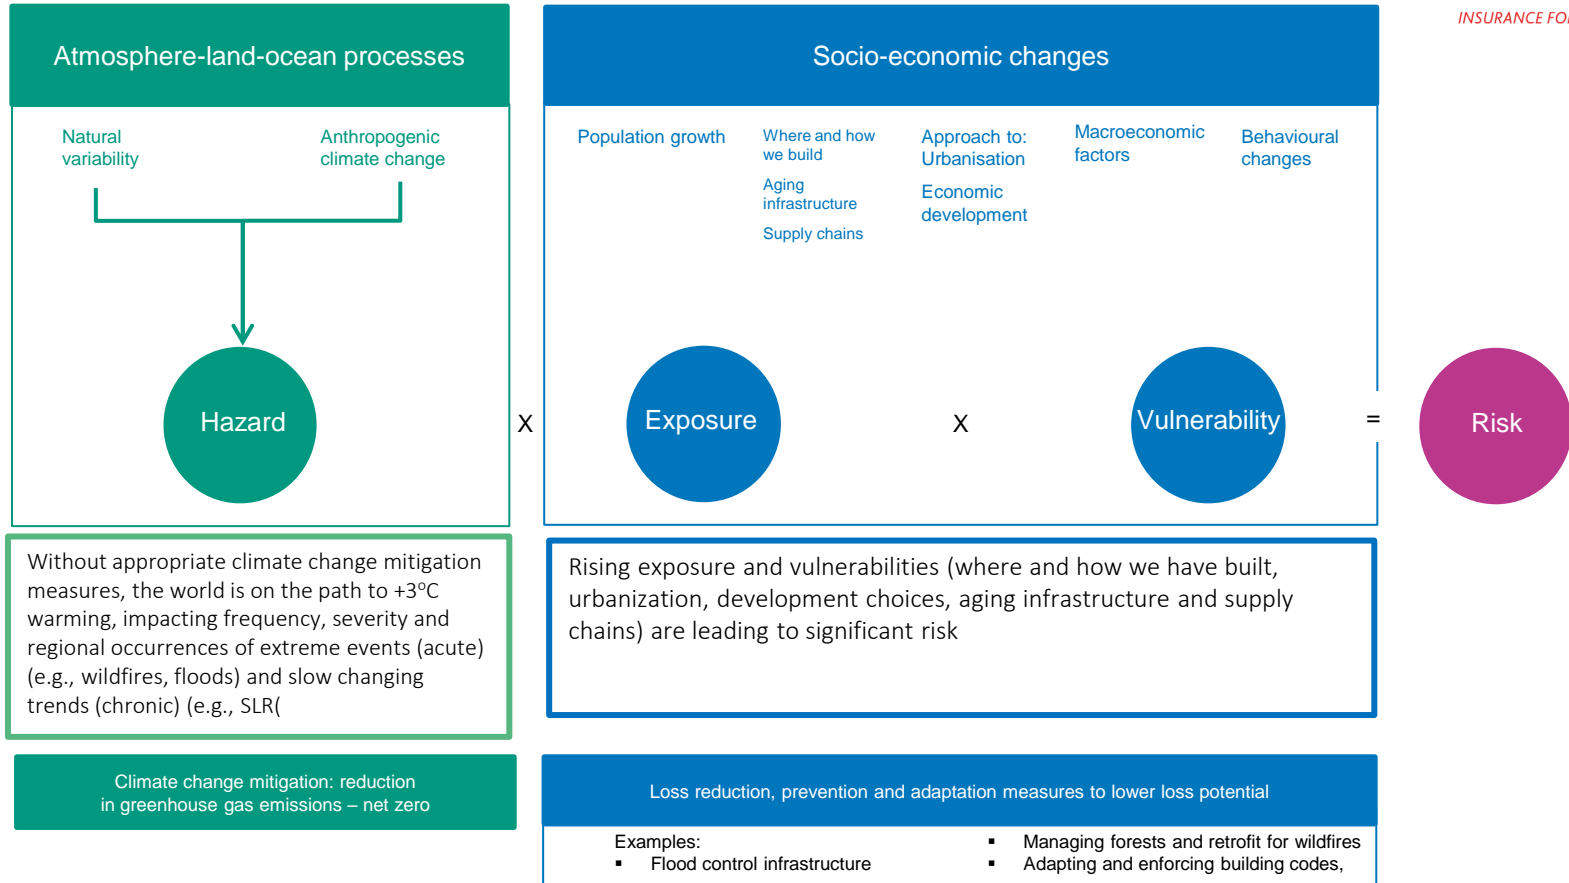 INSURANCE FO
Atmosphere-land-ocean processes
Natural
variability
Anthropogenic
climate change
Hazard
X
Socio-economic changes
Population growth
Where and how
we build
Aging
infrastructure
Supply chains
Approach to:
Urbanisation
Economic
development
Macroeconomic
factors
Behavioural
changes
Exposure
X
Vulnerability
=
Risk
Without appropriate climate change mitigation
measures, the world is on the path to +3°C
warming, impacting frequency, severity and
regional occurrences of extreme events (acute)
(e.g., wildfires, floods) and slow changing
trends (chronic) (e.g., SLR(
Rising exposure and vulnerabilities (where and how we have built,
urbanization, development choices, aging infrastructure and supply
chains) are leading to significant risk
Climate change mitigation: reduction
in greenhouse gas emissions – net zero
Loss reduction, prevention and adaptation measures to lower loss potential
Examples:
▪ Flood control infrastructure
▪ Managing forests and retrofit for wildfires
▪ Adapting and enforcing building codes,